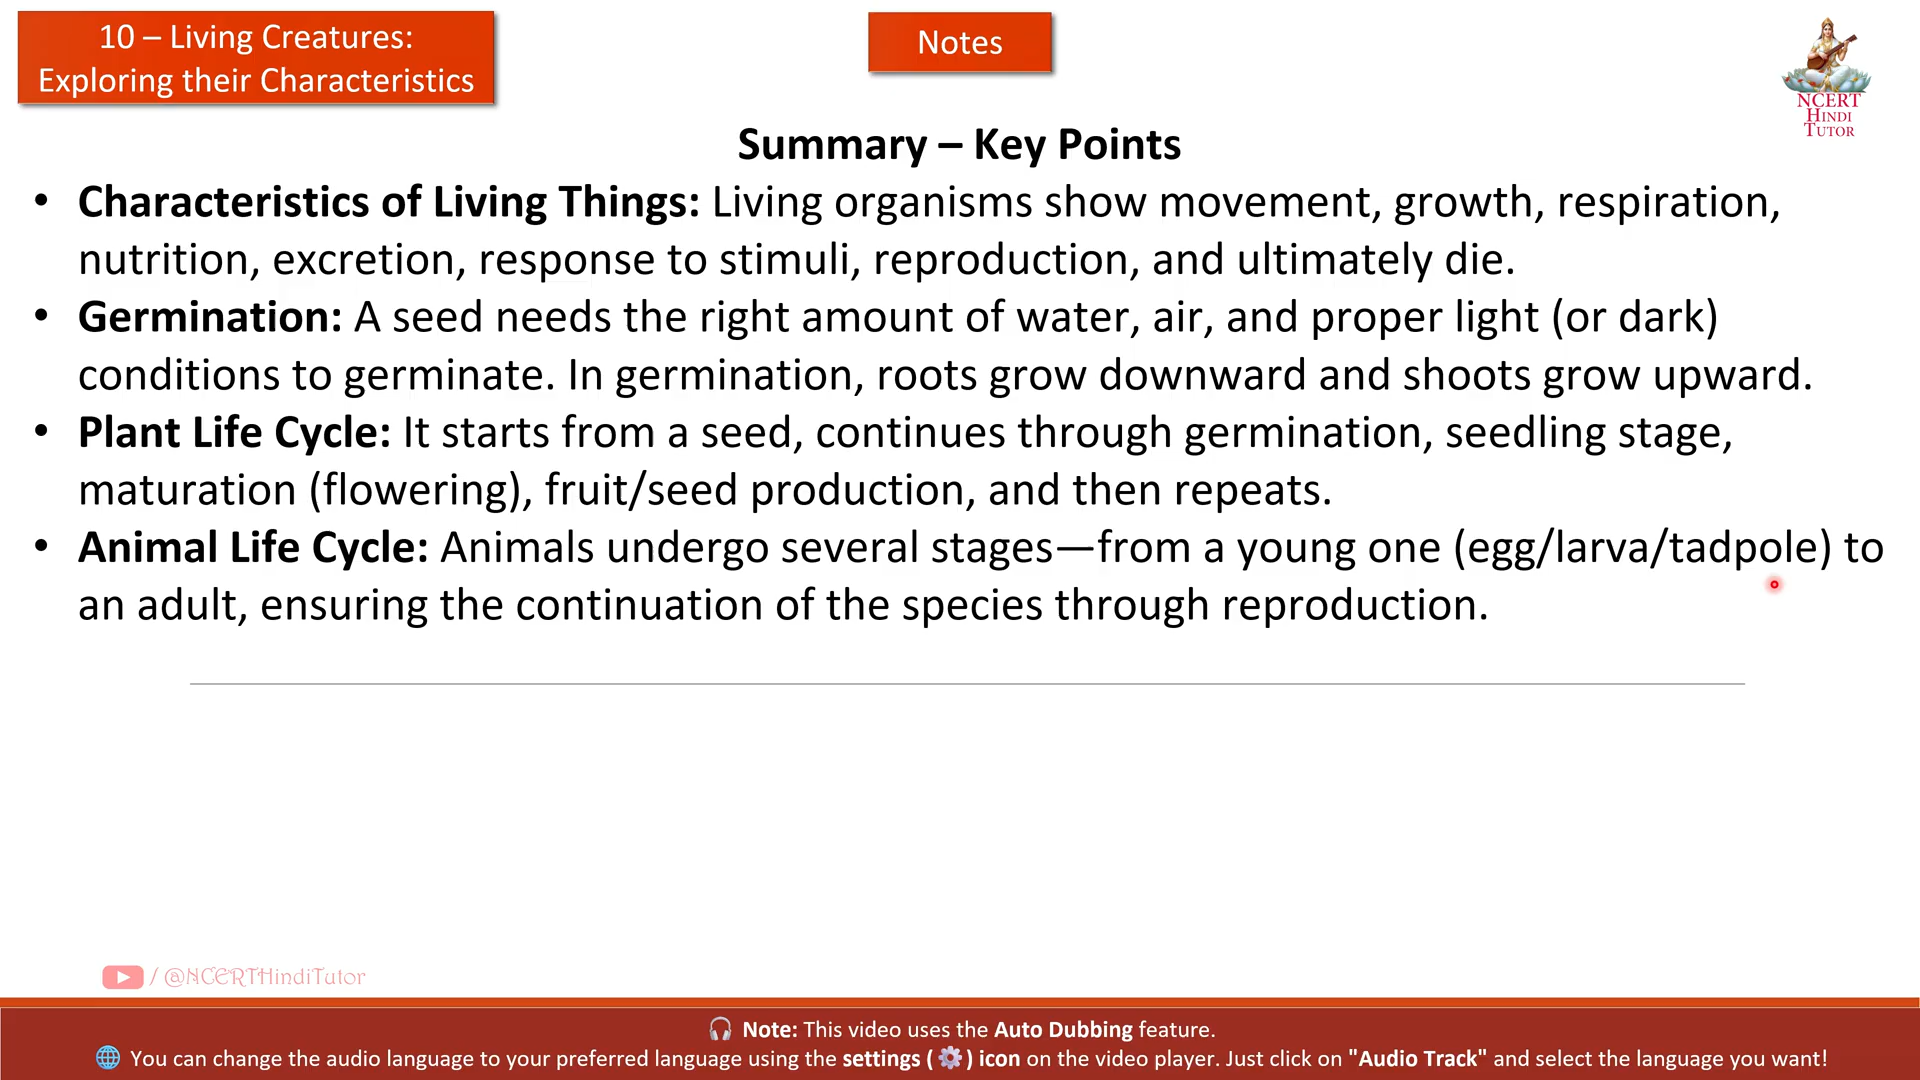 10 – Living Creatures:
Exploring their Characteristics
Notes
NCERT
HINDI
TUTOR
Summary – Key Points
• Characteristics of Living Things: Living organisms show movement, growth, respiration,
nutrition, excretion, response to stimuli, reproduction, and ultimately die.
• Germination: A seed needs the right amount of water, air, and proper light (or dark)
conditions to germinate. In germination, roots grow downward and shoots grow upward.
• Plant Life Cycle: It starts from a seed, continues through germination, seedling stage,
maturation (flowering), fruit/seed production, and then repeats.
• Animal Life Cycle: Animals undergo several stages—from a young one (egg/larva/tadpole) to
an adult, ensuring the continuation of the species through reproduction.
/ @NCERTHindiTutor
🎧 Note: This video uses the Auto Dubbing feature.
🌐 You can change the audio language to your preferred language using the settings ( ⚙️ ) icon on the video player. Just click on "Audio Track" and select the language you want!